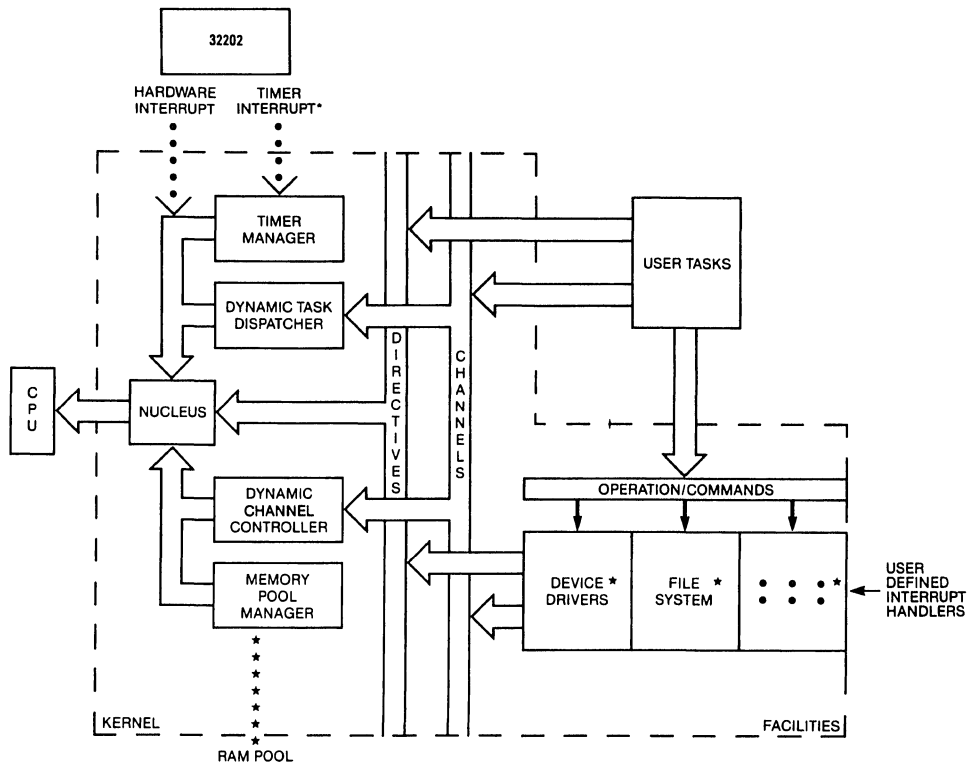 32202
HARDWARE
INTERRUPT
TIMER
INTERRUPT*
TIMER
MANAGER
USER TASKS
DYNAMIC TASK
DISPATCHER
DIRECTIVES
CHANNELS
CPU
NUCLEUS
OPERATION/COMMANDS
DYNAMIC
CHANNEL
CONTROLLER
MEMORY
POOL
MANAGER
DEVICE★
DRIVERS
FILE ★
SYSTEM
★
USER
DEFINED
INTERRUPT
HANDLERS
KERNEL
FACILITIES
RAM POOL